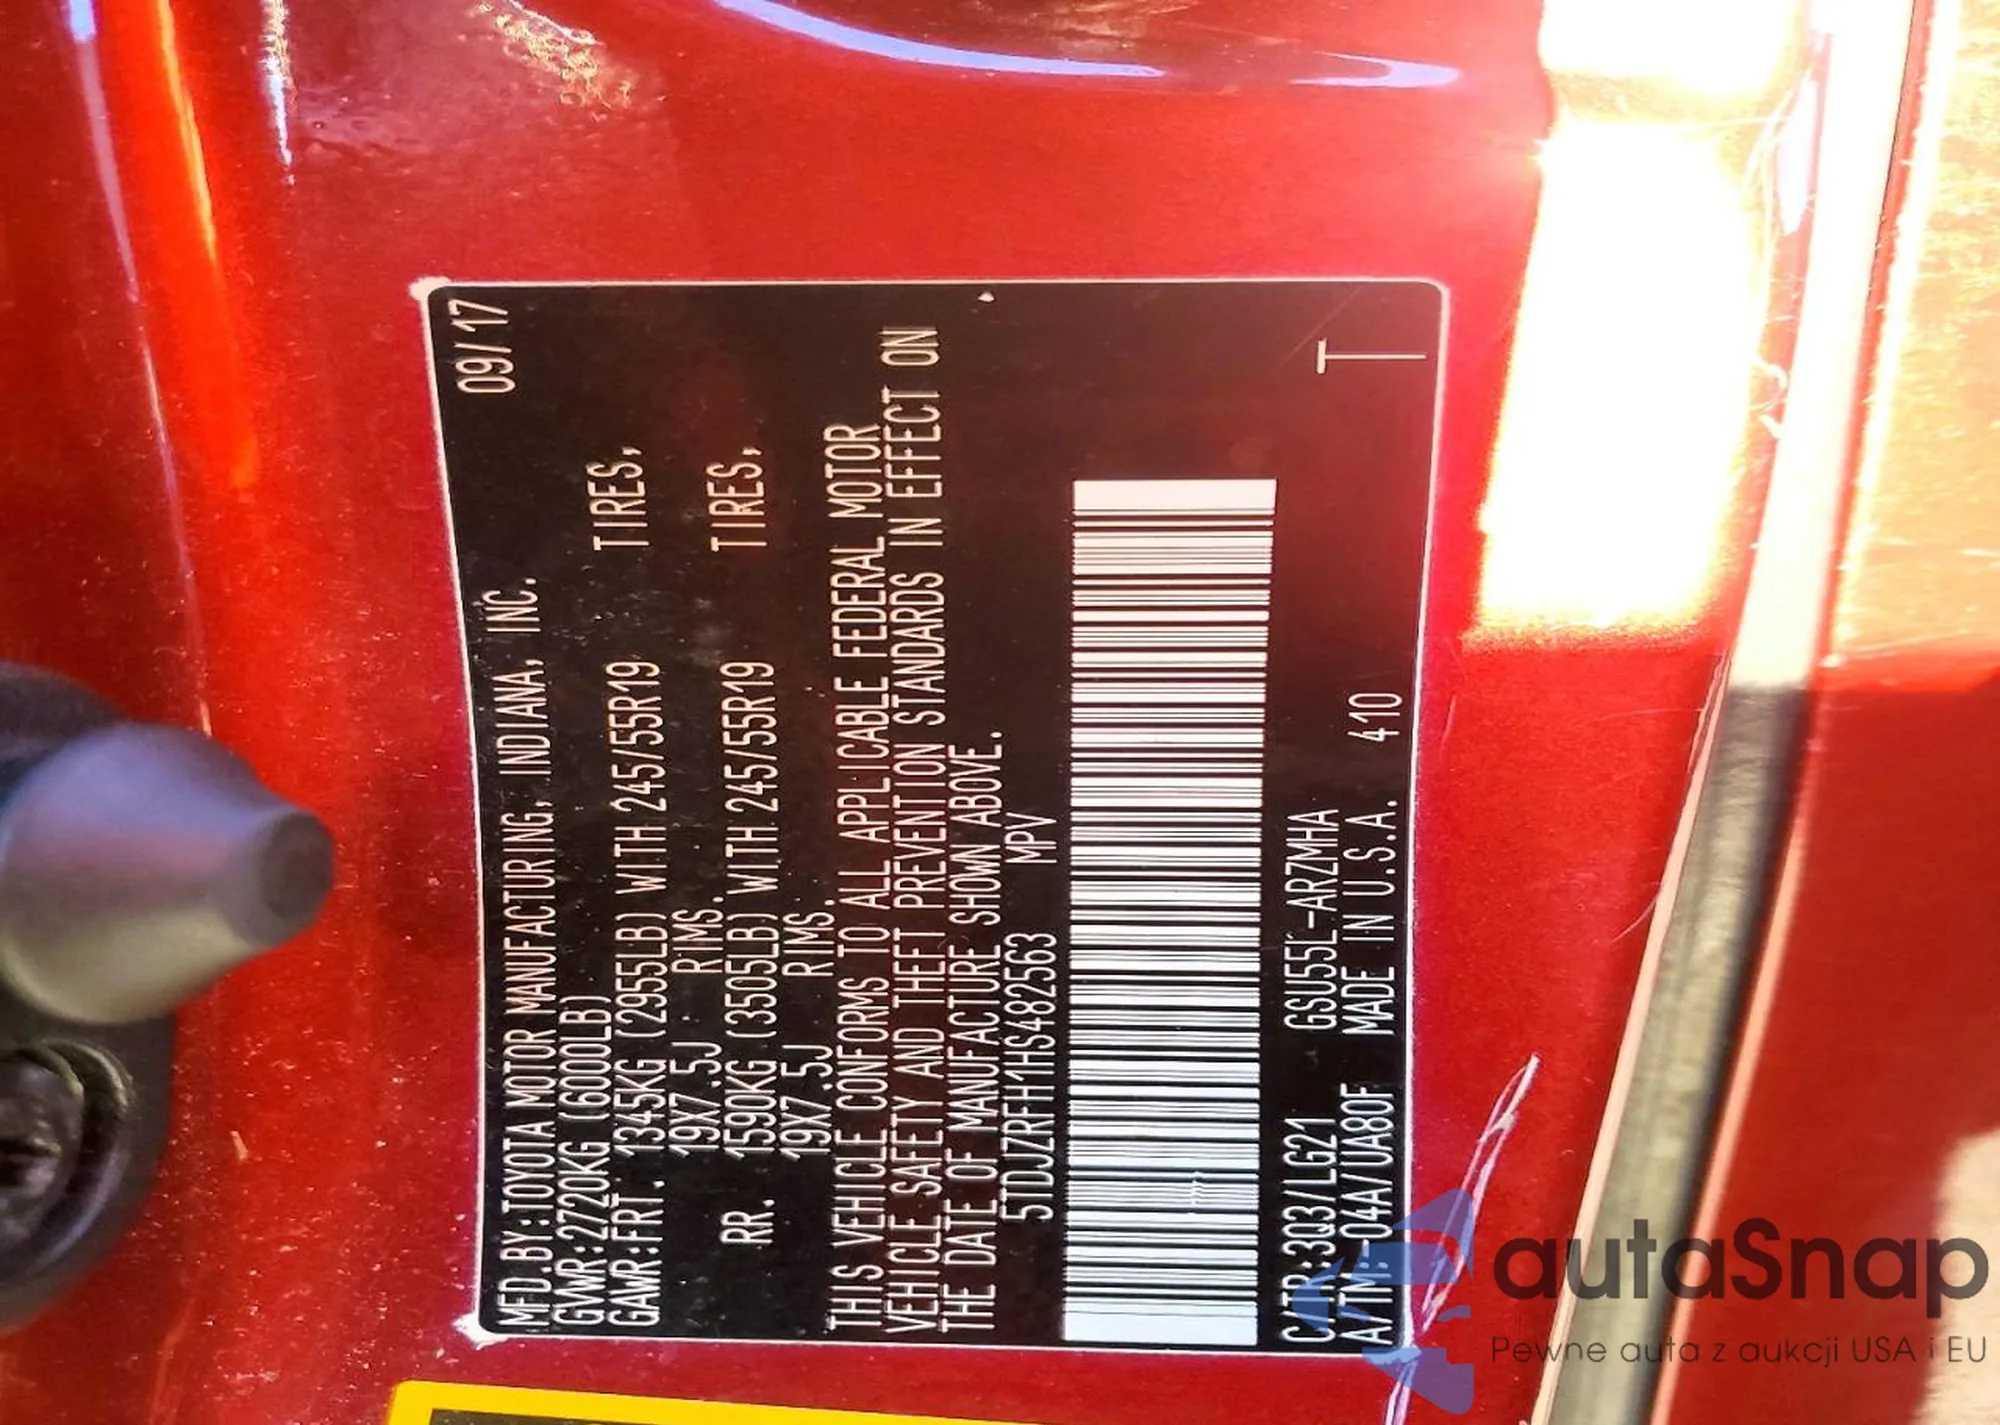 09/17
MFD.BY:TOYOTA MOTOR MANUFACTURING, INDIANA, INC.
GVWR:2720KG (6000LB)
GAWR:FRT. 1345KG (2955LB) WITH 245/55R19 TIRES,
19X7.5J RIMS.
RR. 1590KG (3505LB) WITH 245/55R19 TIRES,
19X7.5J RIMS.
THIS VEHICLE CONFORMS TO ALL APPLICABLE FEDERAL MOTOR
VEHICLE SAFETY AND THEFT PREVENTION STANDARDS IN EFFECT ON
THE DATE OF MANUFACTURE SHOWN ABOVE.
5TDJZRFH1HS482563 MPV
C/TR:3Q3/LG21 GSU55L-ARZMHA
A/TM:-04A/UA80F MADE IN U.S.A. 410
T
autaSnap
Pewne auta z aukcji USA i EU